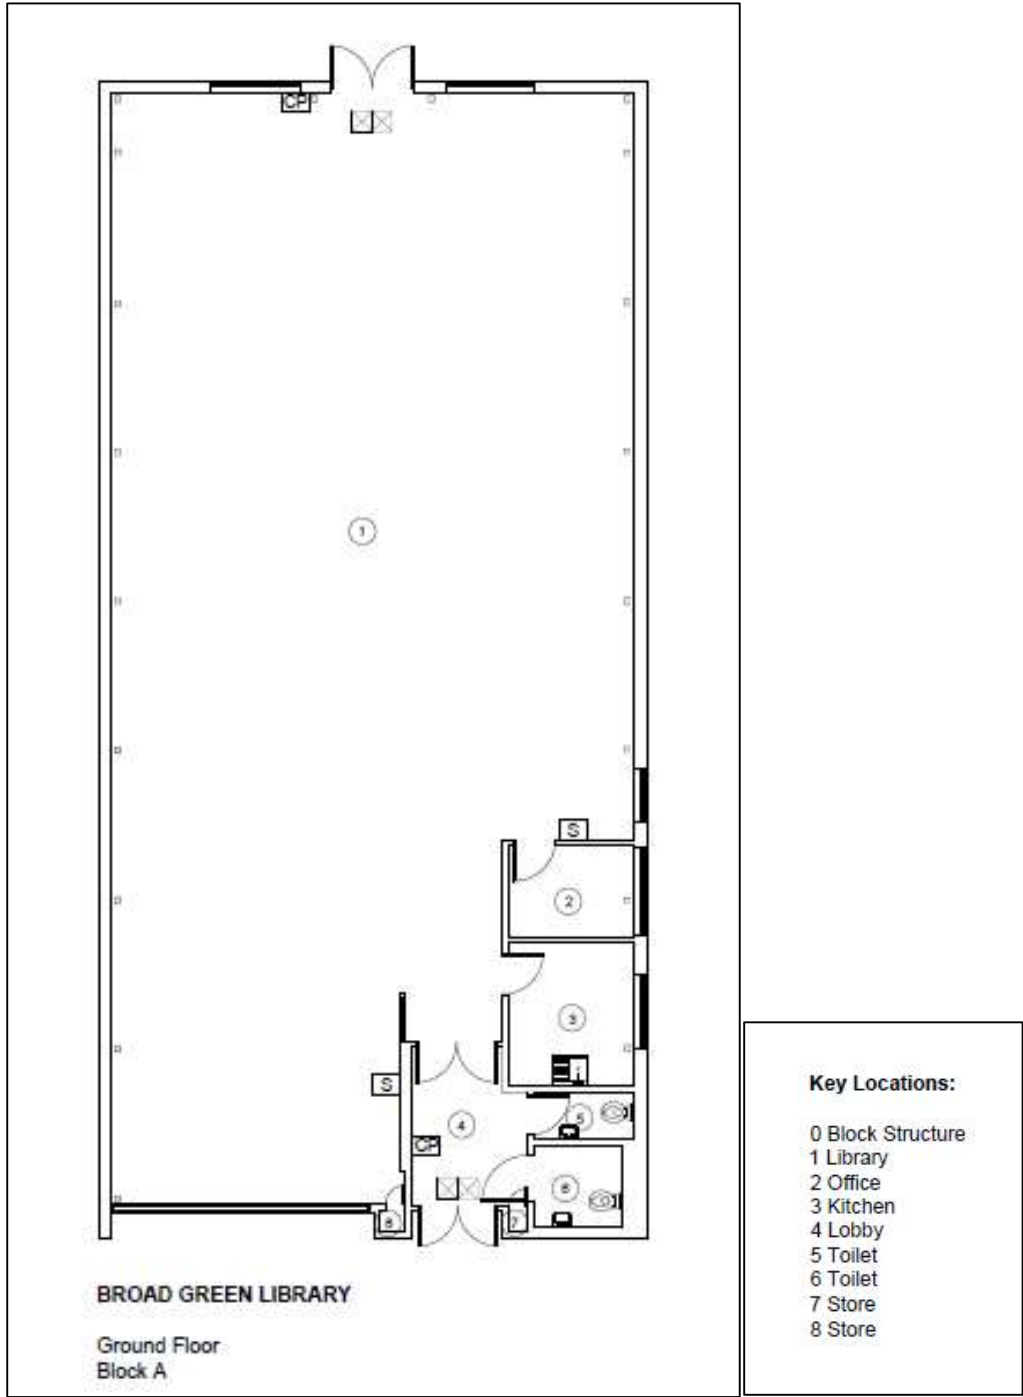 CP
1
S
2
3
S
4
5
CP
6
8
7
BROAD GREEN LIBRARY
Ground Floor
Block A
Key Locations:
0 Block Structure
1 Library
2 Office
3 Kitchen
4 Lobby
5 Toilet
6 Toilet
7 Store
8 Store